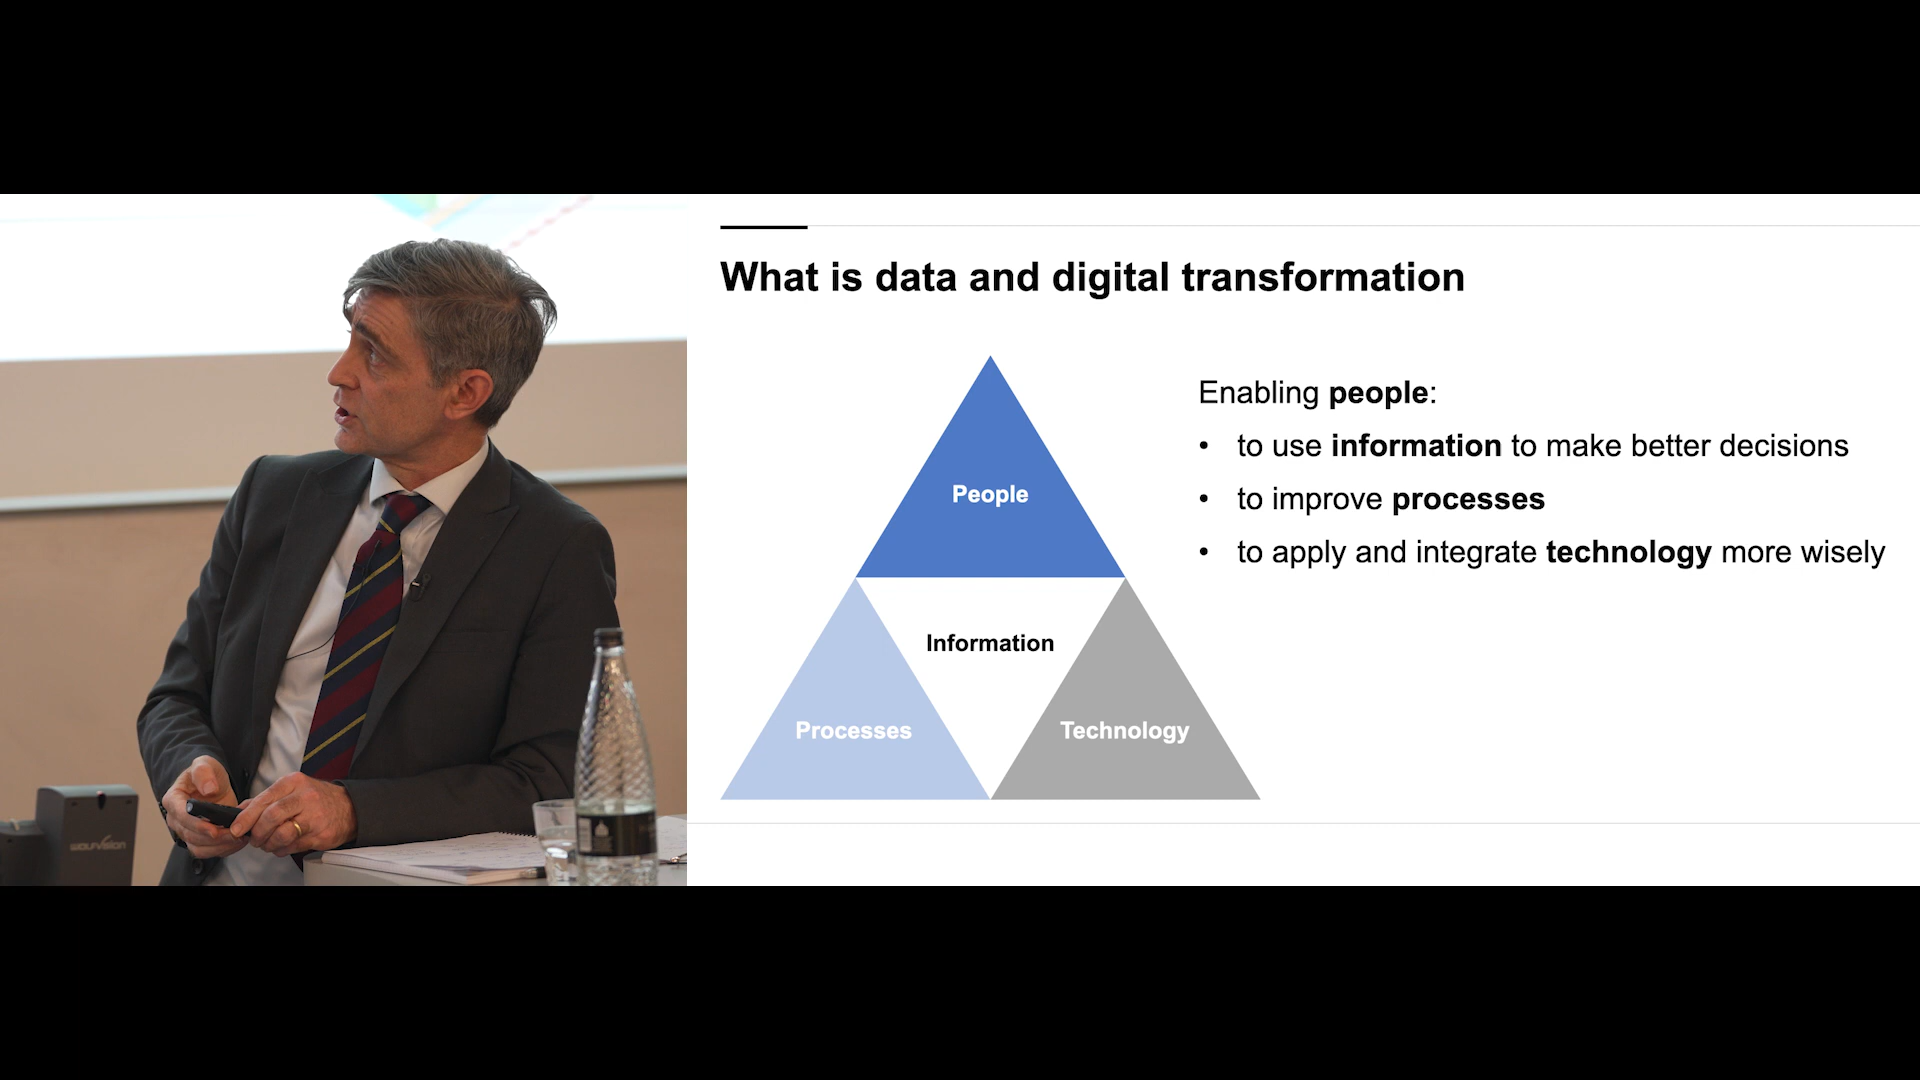 What is data and digital transformation
People
Information
Processes
Technology
Enabling people:
• to use information to make better decisions
• to improve processes
• to apply and integrate technology more wisely
wolfvision